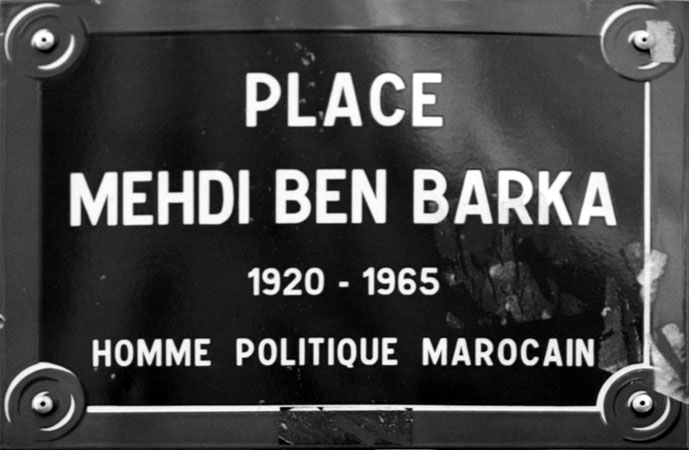 PLACE
MEHDI BEN BARKA
1920 - 1965
HOMME POLITIQUE MAROCAIN